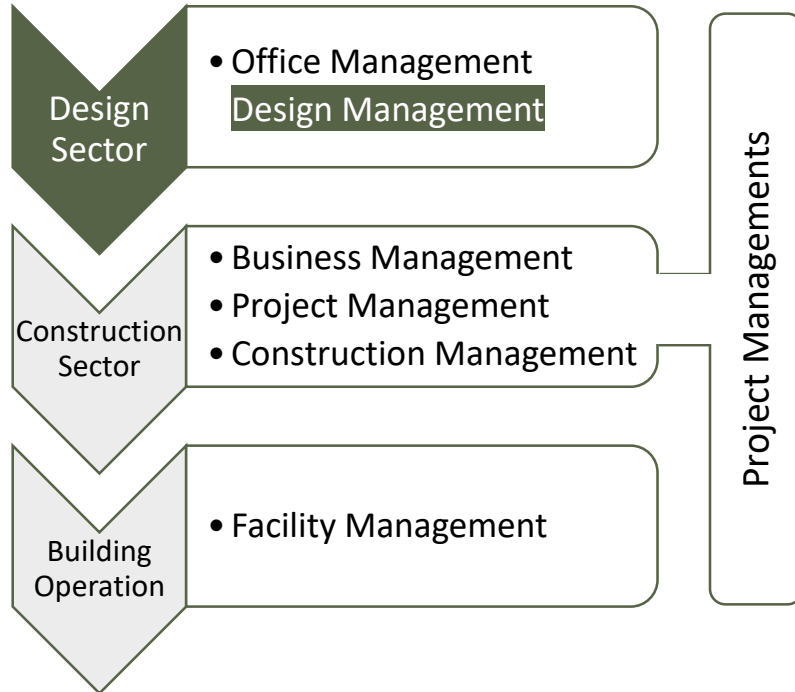 Design
Sector
• Office Management
Design Management
Construction
Sector
• Business Management
• Project Management
• Construction Management
Building
Operation
• Facility Management
Project Managements